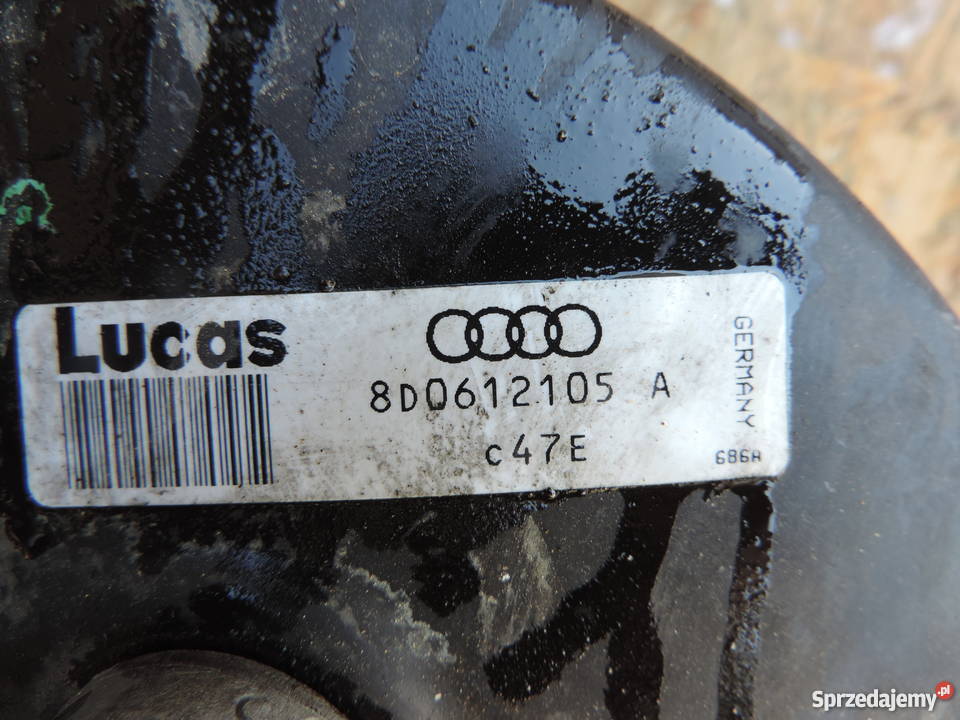 Lucas
8D0612105 A
c47E
GERMANY
686A
Sprzedajemy.pl